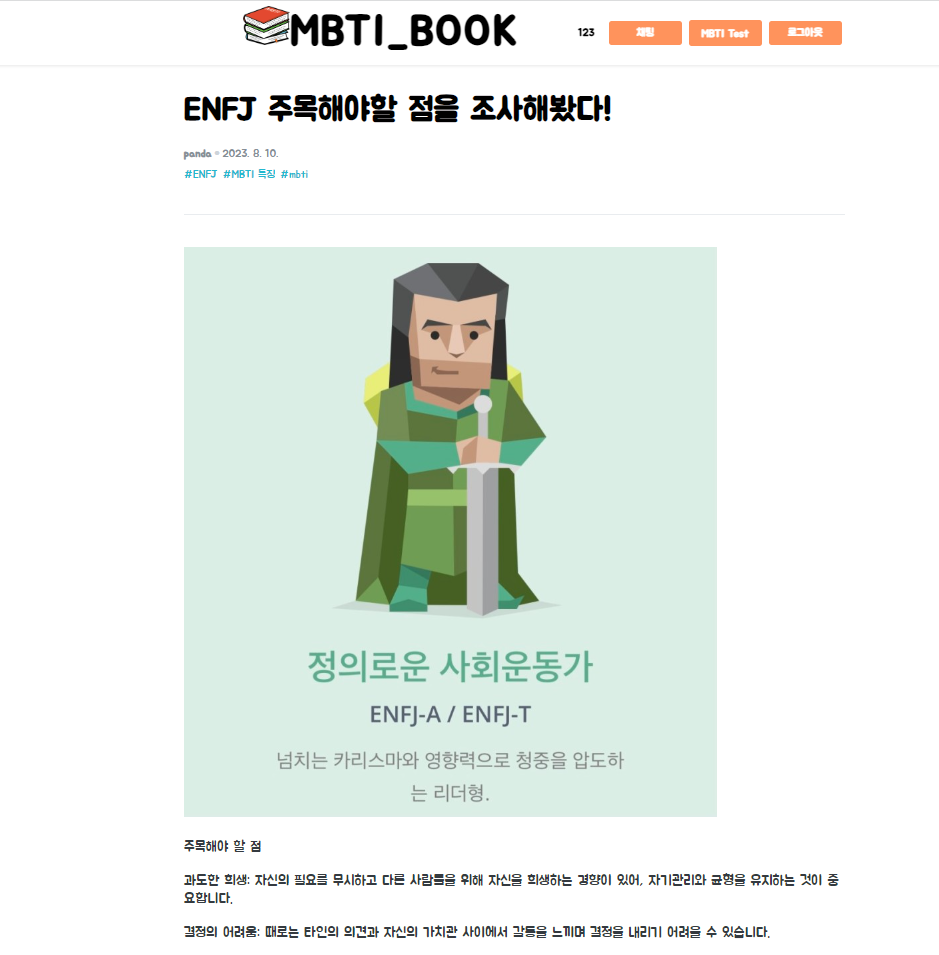 MBTI_BOOK
123 채팅 MBTI Test 로그아웃
ENFJ 주목해야할 점을 조사해봤다!
panda 2023. 8. 10.
#ENFJ #MBTI 특징 #mbti
정의로운 사회운동가
ENFJ-A / ENFJ-T
넘치는 카리스마와 영향력으로 청중을 압도하
는 리더형.
주목해야 할 점
과도한 희생: 자신의 필요를 무시하고 다른 사람들을 위해 자신을 희생하는 경향이 있어, 자기관리와 균형을 유지하는 것이 중
요합니다.
결정의 어려움: 때로는 타인의 의견과 자신의 가치관 사이에서 갈등을 느끼며 결정을 내리기 어려울 수 있습니다.